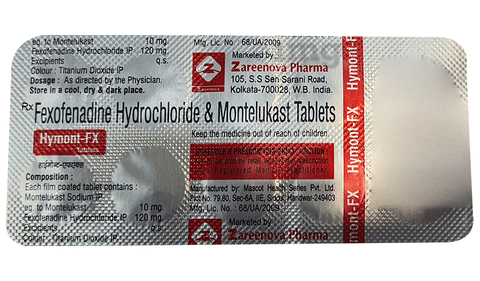 eq. to Montelukast 10 mg.
Fexofenadine Hydrochloride IP 120 mg.
Excipients q.s.
Colour : Titanium Dioxide IP
Dosage : As directed by the Physician.
Store in a cool, dry & dark place.
Mfg. Lic. No. : 68/UA/2009
Marketed by :
Z
Zareenova Pharma
105, S.S Sen Sarani Road,
Kolkata-700028, W.B. India.
Hymont-FX
Rx Fexofenadine Hydrochloride & Montelukast Tablets
Hymont-FX
Tablets
हाईमोन्ट-एफएक्स
Keep the medicine out of reach of children.
Composition :
Each film coated tablet contains :
Montelukast Sodium IP
eq. to Montelukast 10 mg.
Fexofenadine Hydrochloride IP 120 mg.
Excipients q.s.
Colour : Titanium Dioxide IP
Registered Medical Practitioner.
Manufactured by: Mascot Health Series Pvt. Ltd.
Plot No. 79,80, Sec-6A, IIE, Sidcul, Haridwar-249403
Mfg. Lic. No. : 68/UA/2009
Marketed by :
Z
Zareenova Pharma
Hymont-FX
Hymont-FX